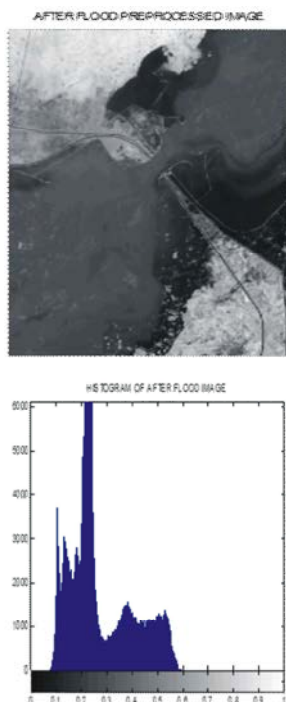 AFTER FLOOD PREPROCESSED IMAGE
HISTOGRAM OF AFTER FLOOD IMAGE
6000
5000
4000
3000
2000
1000
0
0 0.1 0.2 0.3 0.4 0.5 0.6 0.7 0.8 0.9 1